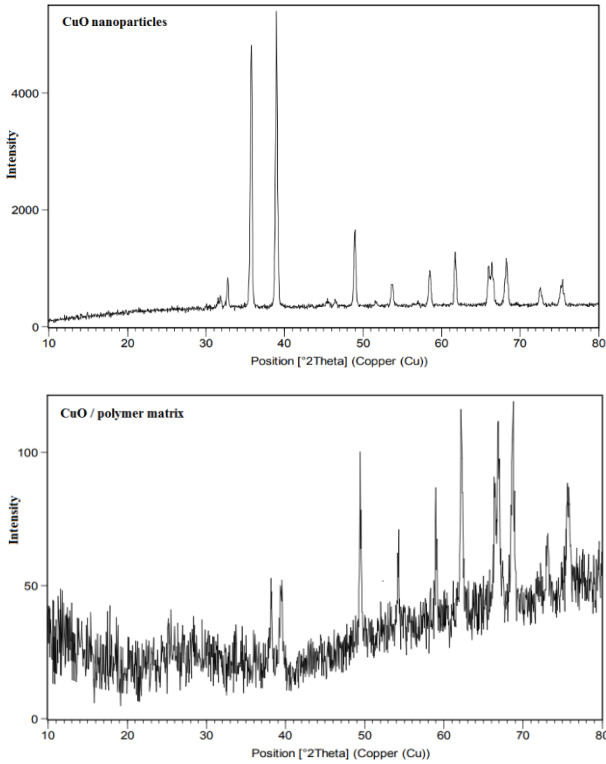 CuO nanoparticles
Intensity
4000
2000
0
10 20 30 40 50 60 70 80
Position [°2Theta] (Copper (Cu))
CuO / polymer matrix
Intensity
100
50
0
10 20 30 40 50 60 70 80
Position [°2Theta] (Copper (Cu))